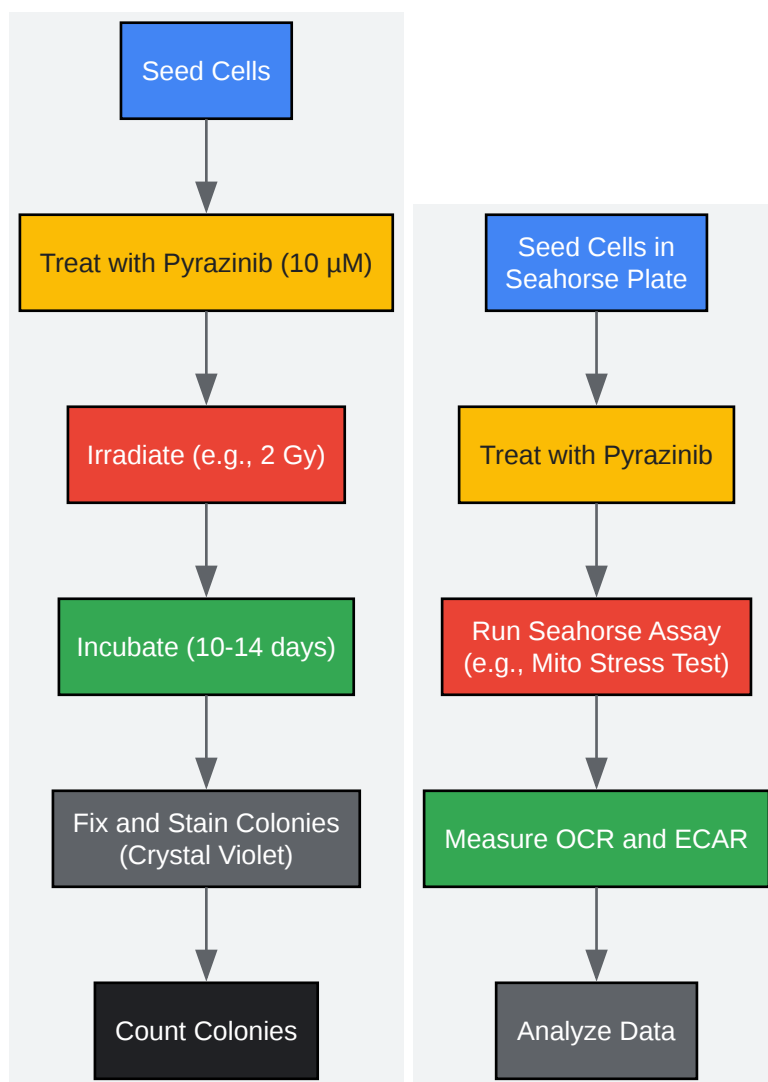 Seed Cells
Treat with Pyrazinib (10 µM)
Irradiate (e.g., 2 Gy)
Incubate (10-14 days)
Fix and Stain Colonies
(Crystal Violet)
Count Colonies
Seed Cells in
Seahorse Plate
Treat with Pyrazinib
Run Seahorse Assay
(e.g., Mito Stress Test)
Measure OCR and ECAR
Analyze Data